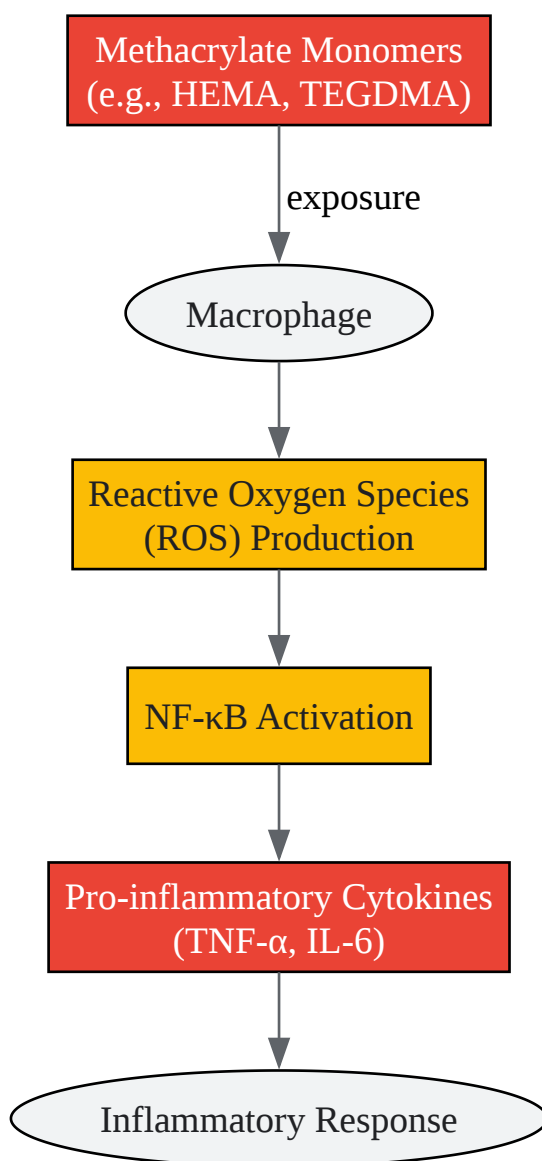 Methacrylate Monomers
(e.g., HEMA, TEGDMA)
exposure
Macrophage
Reactive Oxygen Species
(ROS) Production
NF-κB Activation
Pro-inflammatory Cytokines
(TNF-α, IL-6)
Inflammatory Response